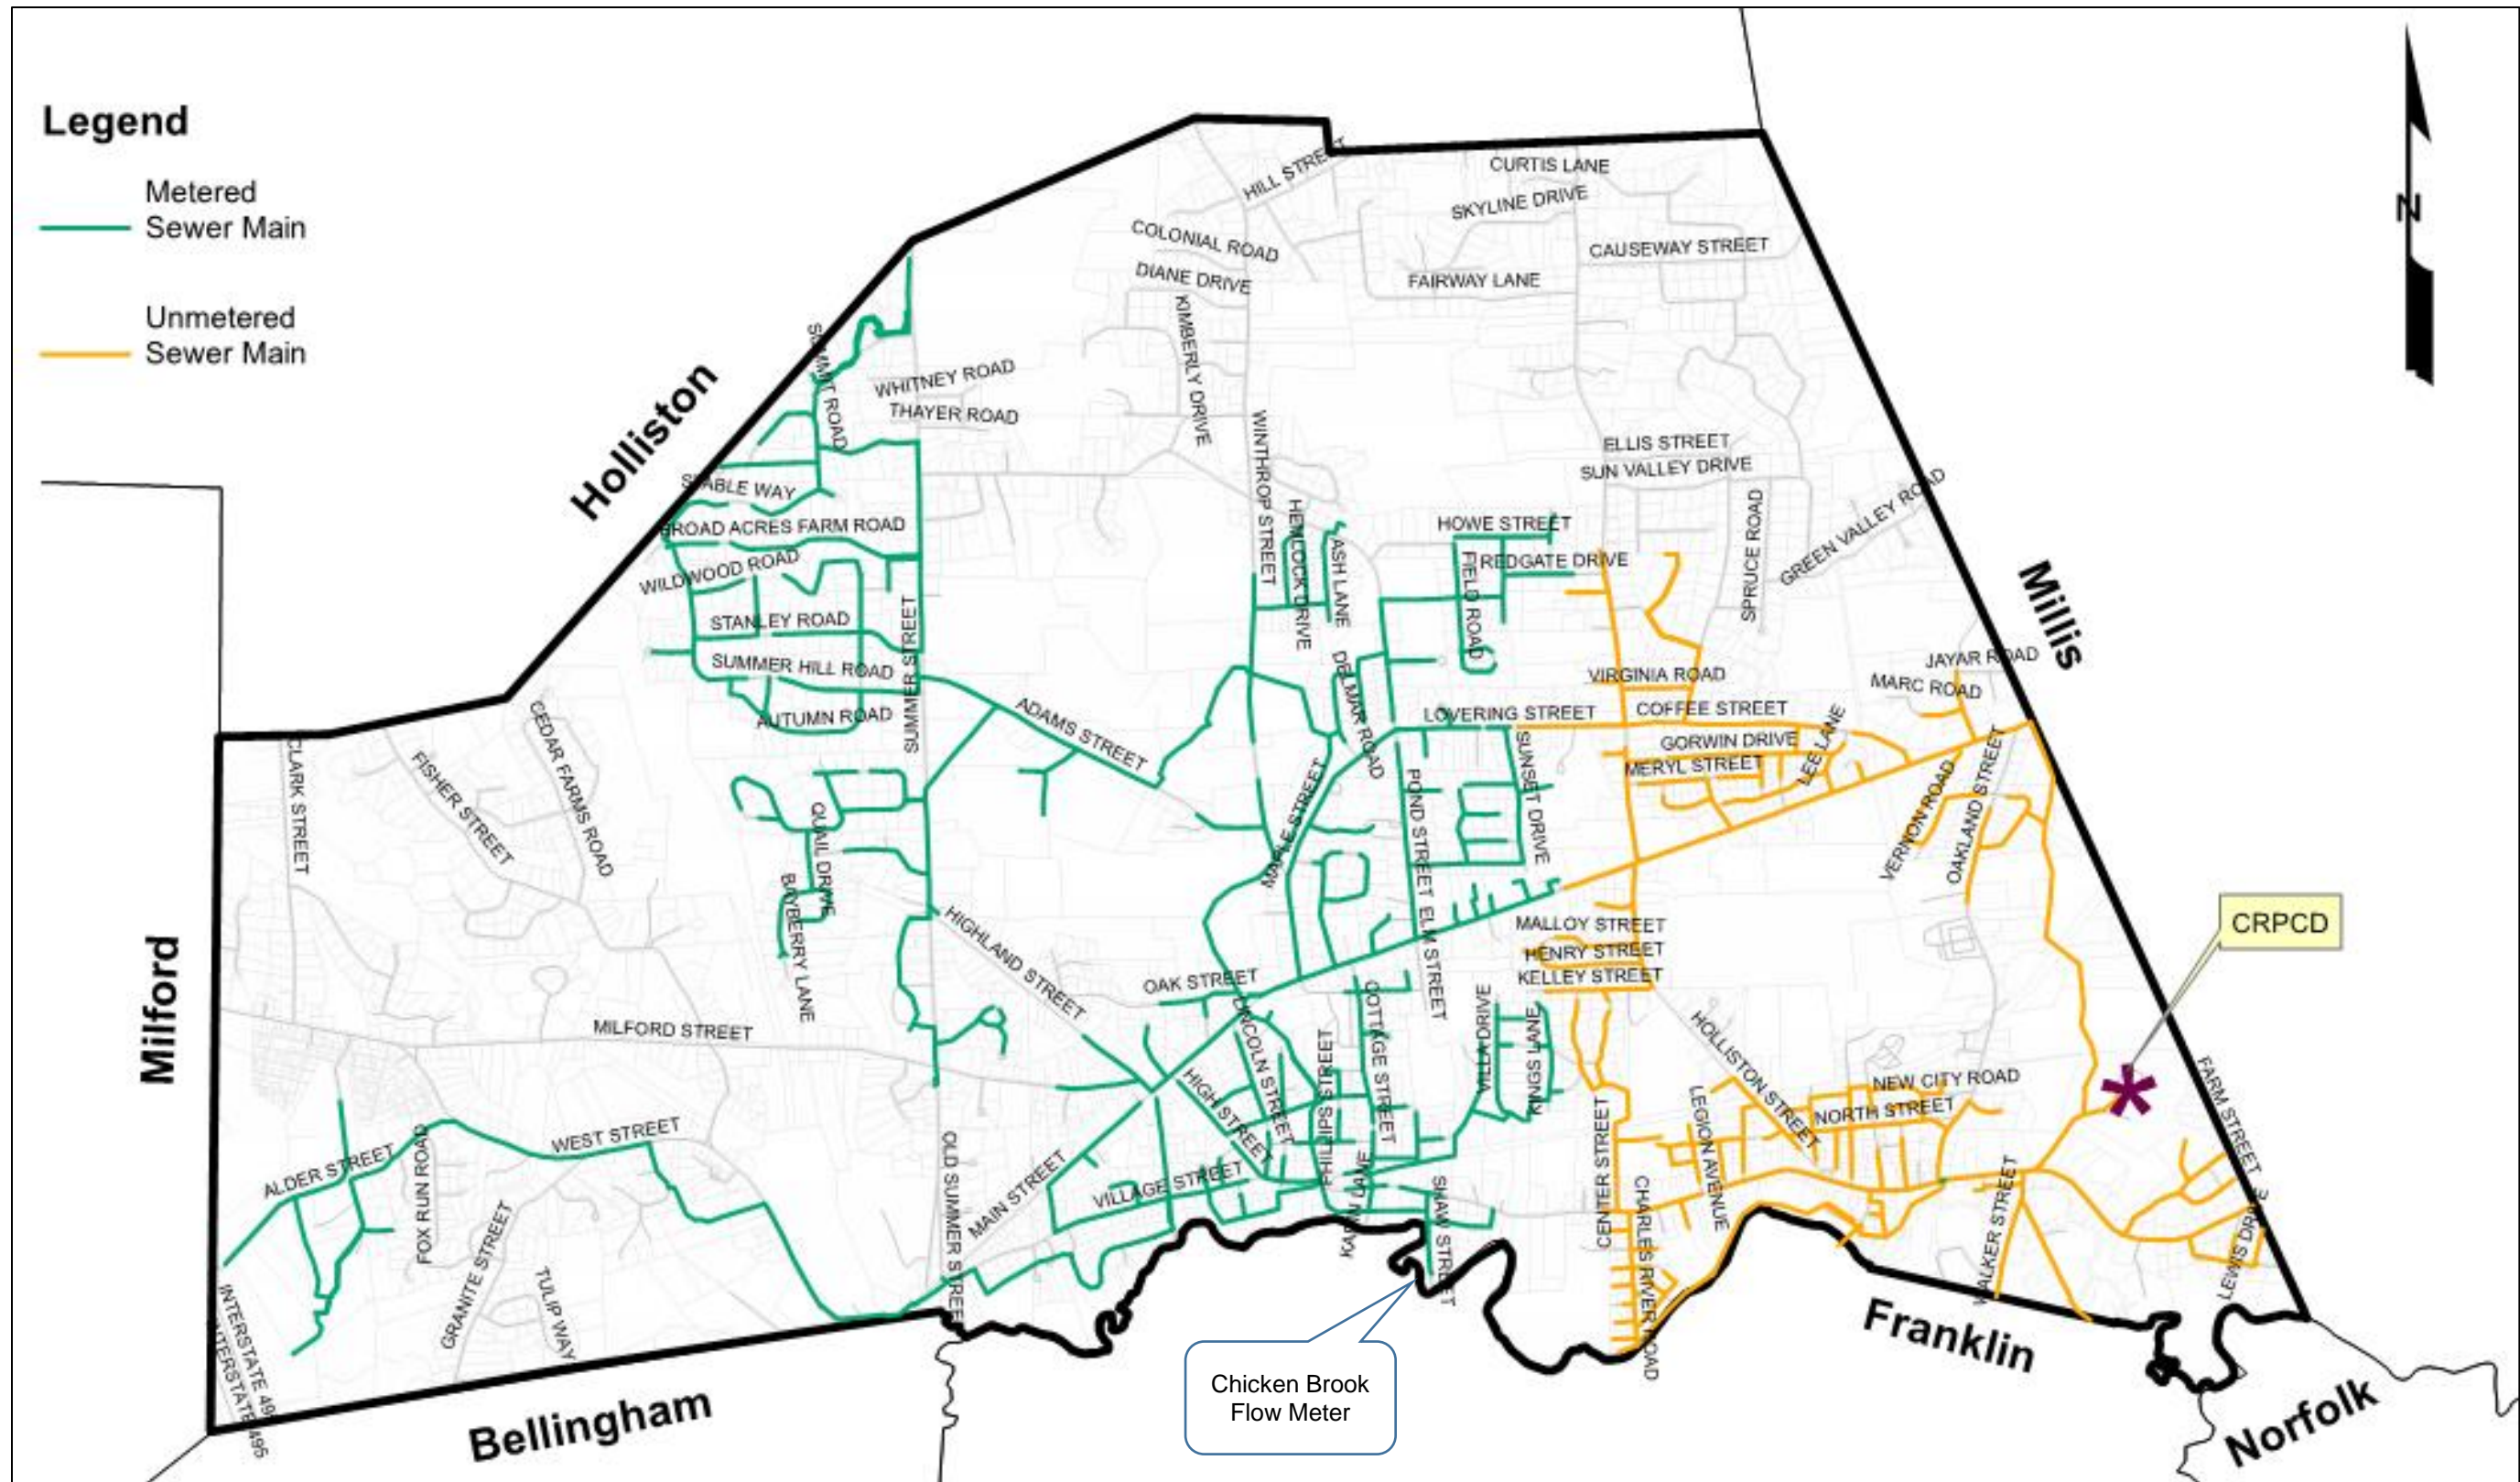 Legend
Metered
Sewer Main
Unmetered
Sewer Main
N
HILL STREET
CURTIS LANE
SKYLINE DRIVE
COLONIAL ROAD
CAUSEWAY STREET
DIANE DRIVE
FAIRWAY LANE
KIMBERLY DRIVE
SUMMIT ROAD
WHITNEY ROAD
THAYER ROAD
Holliston
WINTHROP STREET
ELLIS STREET
SUN VALLEY DRIVE
STABLE WAY
GREEN VALLEY ROAD
SPRUCE ROAD
BROAD ACRES FARM ROAD
HEMLOCK DRIVE
ASH LANE
HOWE STREET
REDGATE DRIVE
FIELD ROAD
WILDWOOD ROAD
Millis
STANLEY ROAD
SUMMER STREET
SUMMER HILL ROAD
DELMAR ROAD
VIRGINIA ROAD
JAYAR ROAD
MARC ROAD
AUTUMN ROAD
ADAMS STREET
LOVERING STREET
COFFEE STREET
GORWIN DRIVE
MERYL STREET
LEE LANE
CLARK STREET
FISHER STREET
CEDAR FARMS ROAD
QUAIL DRIVE
MAPLE STREET
POND STREET
SUNSET DRIVE
VERNON ROAD
OAKLAND STREET
BAYBERRY LANE
HIGHLAND STREET
ELM STREET
MALLOY STREET
HENRY STREET
KELLEY STREET
CRPCD
OAK STREET
Milford
MILFORD STREET
LINCOLN STREET
COTTAGE STREET
VILLA DRIVE
KINGS LANE
HOLLISTON STREET
PHILLIPS STREET
HIGH STREET
NEW CITY ROAD
NORTH STREET
FARM STREET
LEGION AVENUE
CENTER STREET
WEST STREET
ALDER STREET
FOX RUN ROAD
OLD SUMMER STREET
MAIN STREET
VILLAGE STREET
SHAW STREET
CHARLES RIVER ROAD
WALKER STREET
LEWIS DRIVE
GRANITE STREET
TULIP WAY
INTERSTATE 495
INTERSTATE 495
Franklin
Chicken Brook
Flow Meter
Bellingham
Norfolk